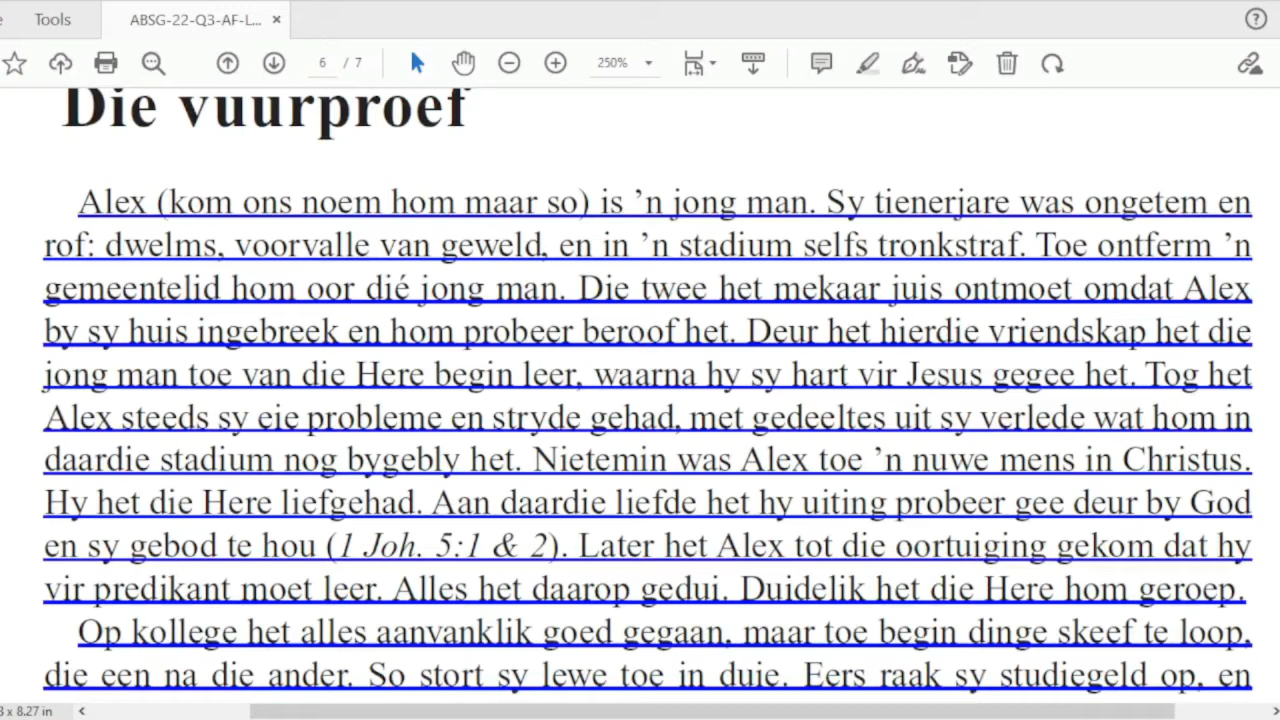 Tools
ABSG-22-Q3-AF-L... ×
6 / 7
250%
Die vuurproef
Alex (kom ons noem hom maar so) is ’n jong man. Sy tienerjare was ongetem en
rof: dwelms, voorvalle van geweld, en in ’n stadium selfs tronkstraf. Toe ontferm ’n
gemeentelid hom oor dié jong man. Die twee het mekaar juis ontmoet omdat Alex
by sy huis ingebreek en hom probeer beroof het. Deur het hierdie vriendskap het die
jong man toe van die Here begin leer, waarna hy sy hart vir Jesus gegee het. Tog het
Alex steeds sy eie probleme en stryde gehad, met gedeeltes uit sy verlede wat hom in
daardie stadium nog bygebly het. Nietemin was Alex toe ’n nuwe mens in Christus.
Hy het die Here liefgehad. Aan daardie liefde het hy uiting probeer gee deur by God
en sy gebod te hou (1 Joh. 5:1 & 2). Later het Alex tot die oortuiging gekom dat hy
vir predikant moet leer. Alles het daarop gedui. Duidelik het die Here hom geroep.
Op kollege het alles aanvanklik goed gegaan, maar toe begin dinge skeef te loop,
die een na die ander. So stort sy lewe toe in duie. Eers raak sy studiegeld op, en
x 8.27 in